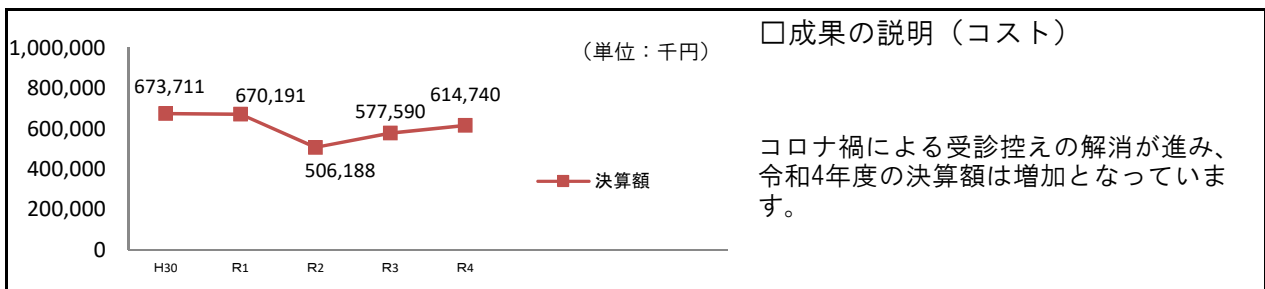 1,000,000
800,000
600,000
400,000
200,000
0
(単位：千円)
673,711
670,191
506,188
577,590
614,740
決算額
H30
R1
R2
R3
R4
□成果の説明（コスト）
コロナ禍による受診控えの解消が進み、
令和4年度の決算額は増加となっていま
す。